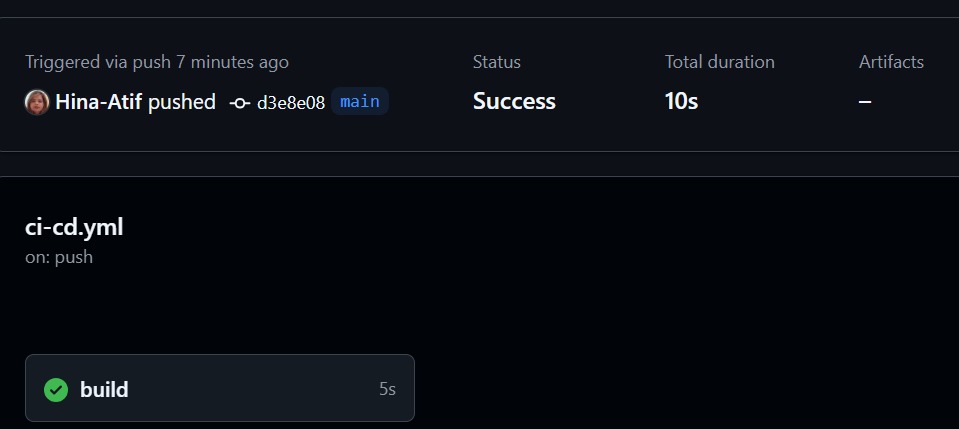 Triggered via push 7 minutes ago
Hina-Atif pushed d3e8e08 main
Status
Success
Total duration
10s
Artifacts
–
ci-cd.yml
on: push
build 5s